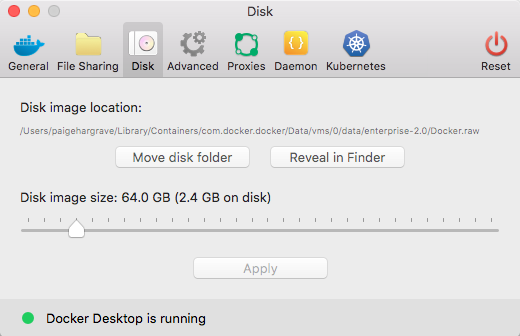 Disk
General File Sharing Disk Advanced Proxies Daemon Kubernetes Reset
Disk image location:
/Users/paigehargrave/Library/Containers/com.docker.docker/Data/vms/0/data/enterprise-2.0/Docker.raw
Move disk folder Reveal in Finder
Disk image size: 64.0 GB (2.4 GB on disk)
Apply
Docker Desktop is running